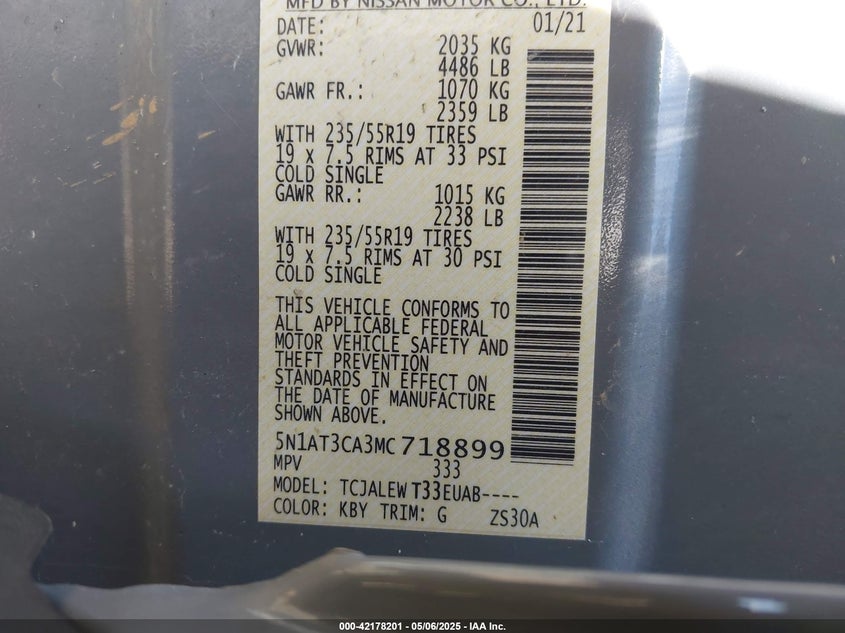 MFD BY NISSAN MOTOR CO., LTD.
DATE: 01/21
GVWR: 2035 KG
4486 LB
GAWR FR.: 1070 KG
2359 LB
WITH 235/55R19 TIRES
19 x 7.5 RIMS AT 33 PSI
COLD SINGLE
GAWR RR.: 1015 KG
2238 LB
WITH 235/55R19 TIRES
19 x 7.5 RIMS AT 30 PSI
COLD SINGLE
THIS VEHICLE CONFORMS TO
ALL APPLICABLE FEDERAL
MOTOR VEHICLE SAFETY AND
THEFT PREVENTION
STANDARDS IN EFFECT ON
THE DATE OF MANUFACTURE
SHOWN ABOVE.
5N1AT3CA3MC718899
MPV 333
MODEL: TCJALEW T33EUAB----
COLOR: KBY TRIM: G ZS30A
000-42178201 - 05/06/2025 - IAA Inc.